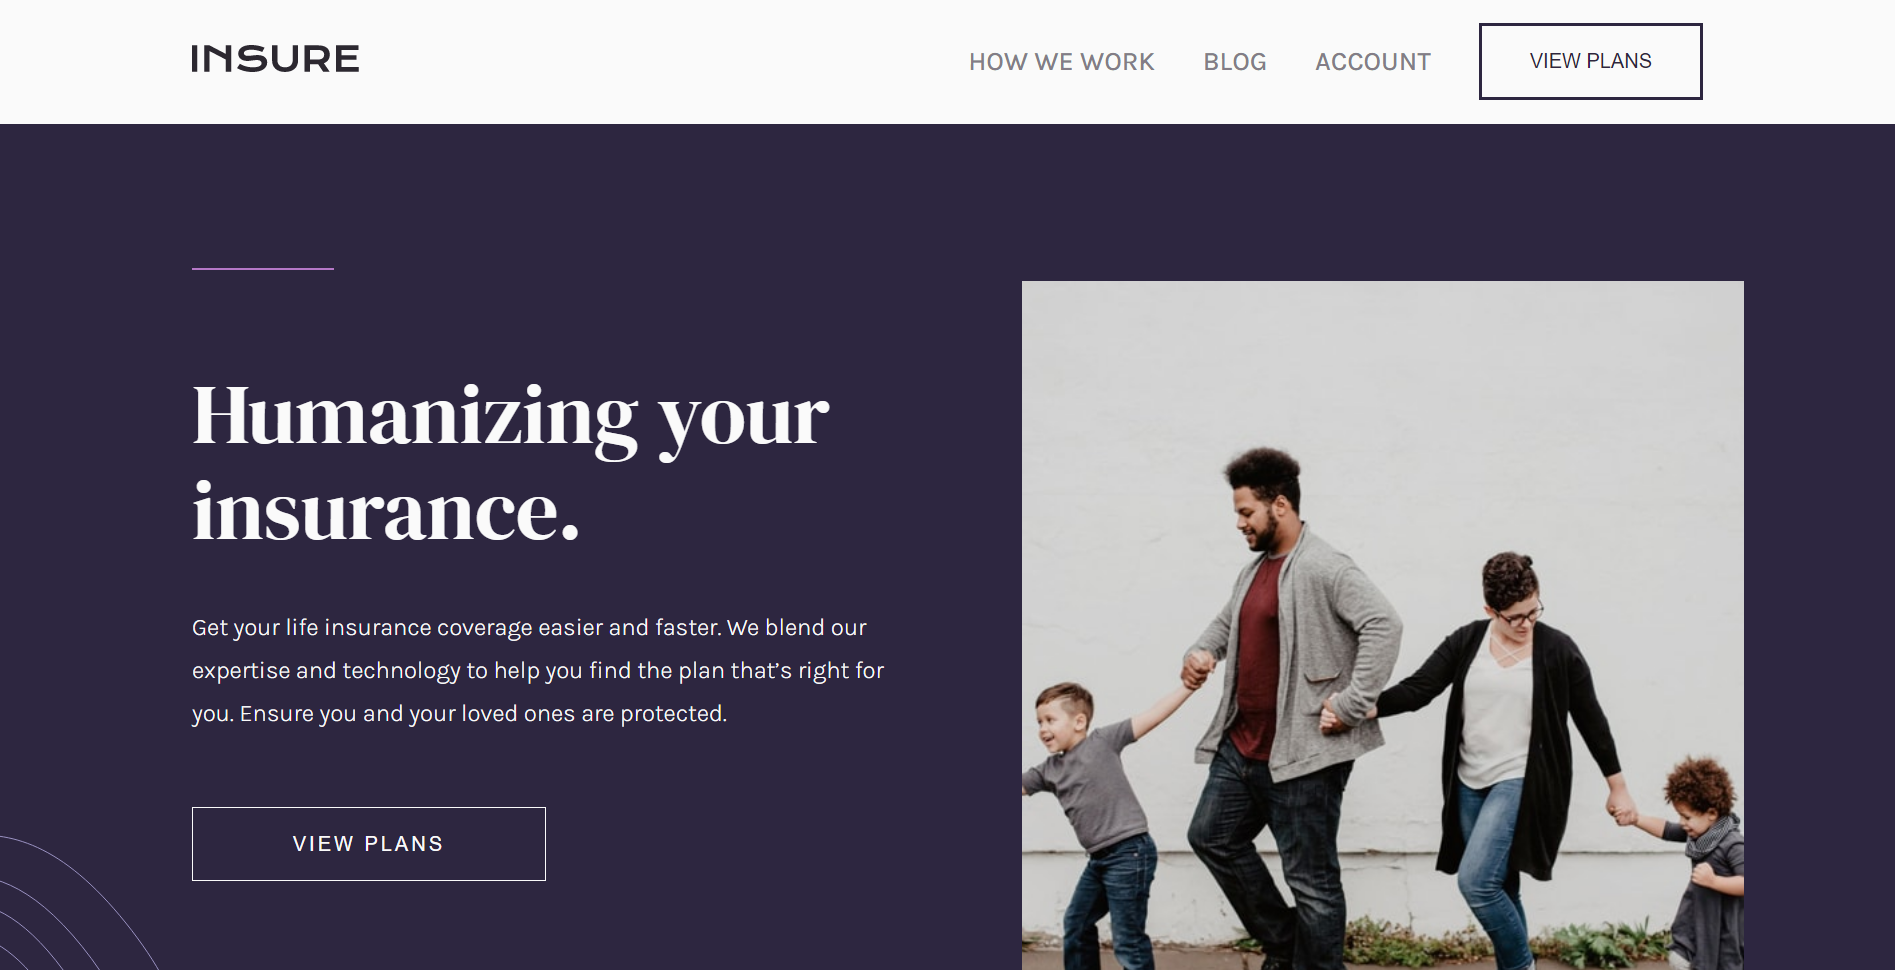 INSURE
HOW WE WORK BLOG ACCOUNT VIEW PLANS
Humanizing your
insurance.
Get your life insurance coverage easier and faster. We blend our
expertise and technology to help you find the plan that’s right for
you. Ensure you and your loved ones are protected.
VIEW PLANS